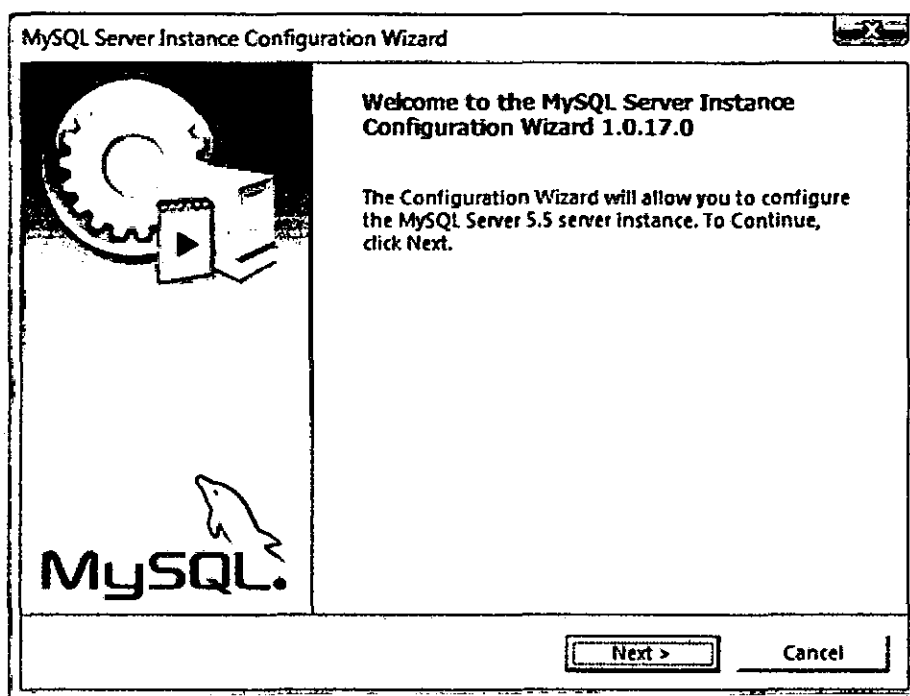 MySQL Server Instance Configuration Wizard
Welcome to the MySQL Server Instance
Configuration Wizard 1.0.17.0
The Configuration Wizard will allow you to configure
the MySQL Server 5.5 server instance. To Continue,
click Next.
MySQL.
Next >
Cancel